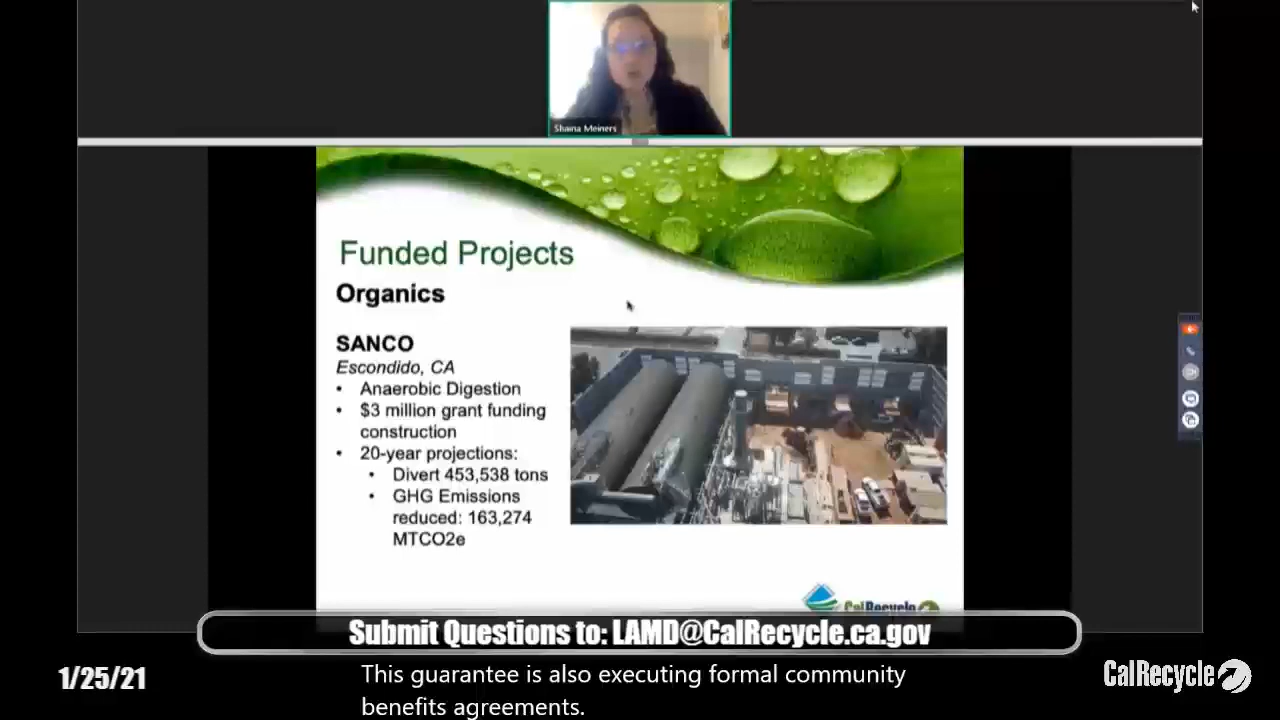 Shaina Meiners
Funded Projects
Organics
SANCO
Escondido, CA
• Anaerobic Digestion
• $3 million grant funding
construction
• 20-year projections:
• Divert 453,538 tons
• GHG Emissions
reduced: 163,274
MTCO2e
CalRecycle
Submit Questions to: LAMD@CalRecycle.ca.gov
1/25/21
This guarantee is also executing formal community
benefits agreements.
CalRecycle